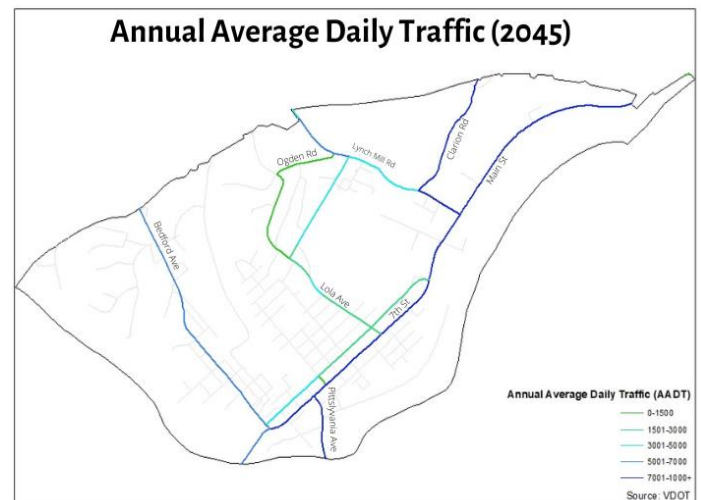 Annual Average Daily Traffic (2045)
Ogden Rd
Lynch Mill Rd
Clarion Rd
Main St
Bedford Ave
Lola Ave
7th St
Pittslyvania Ave
Annual Average Daily Traffic (AADT)
0-1500
1501-3000
3001-5000
5001-7000
7001-1000+
Source: VDOT